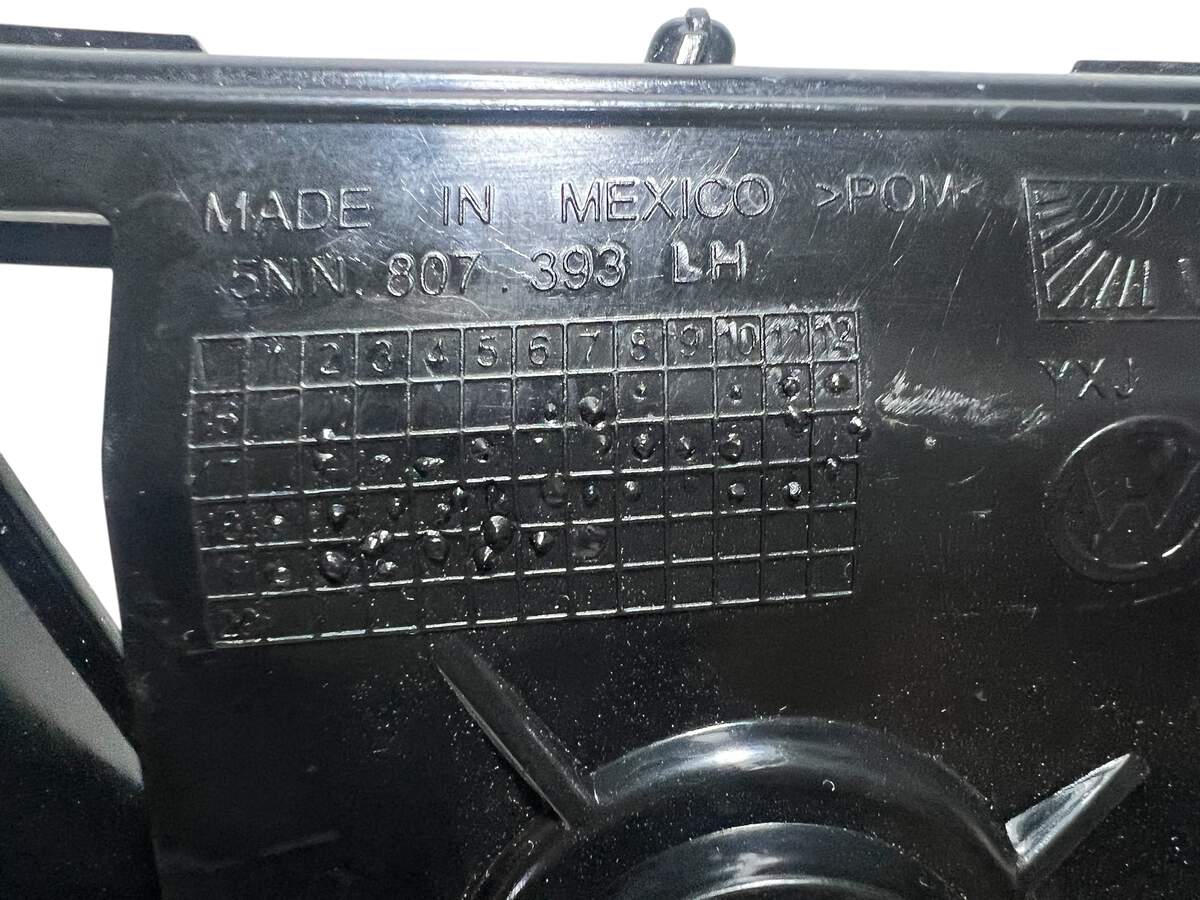 MADE IN MEXICO >POM<
5NN.807.393 LH
1 2 3 4 5 6 7 8 9 10 11 12
YXJ